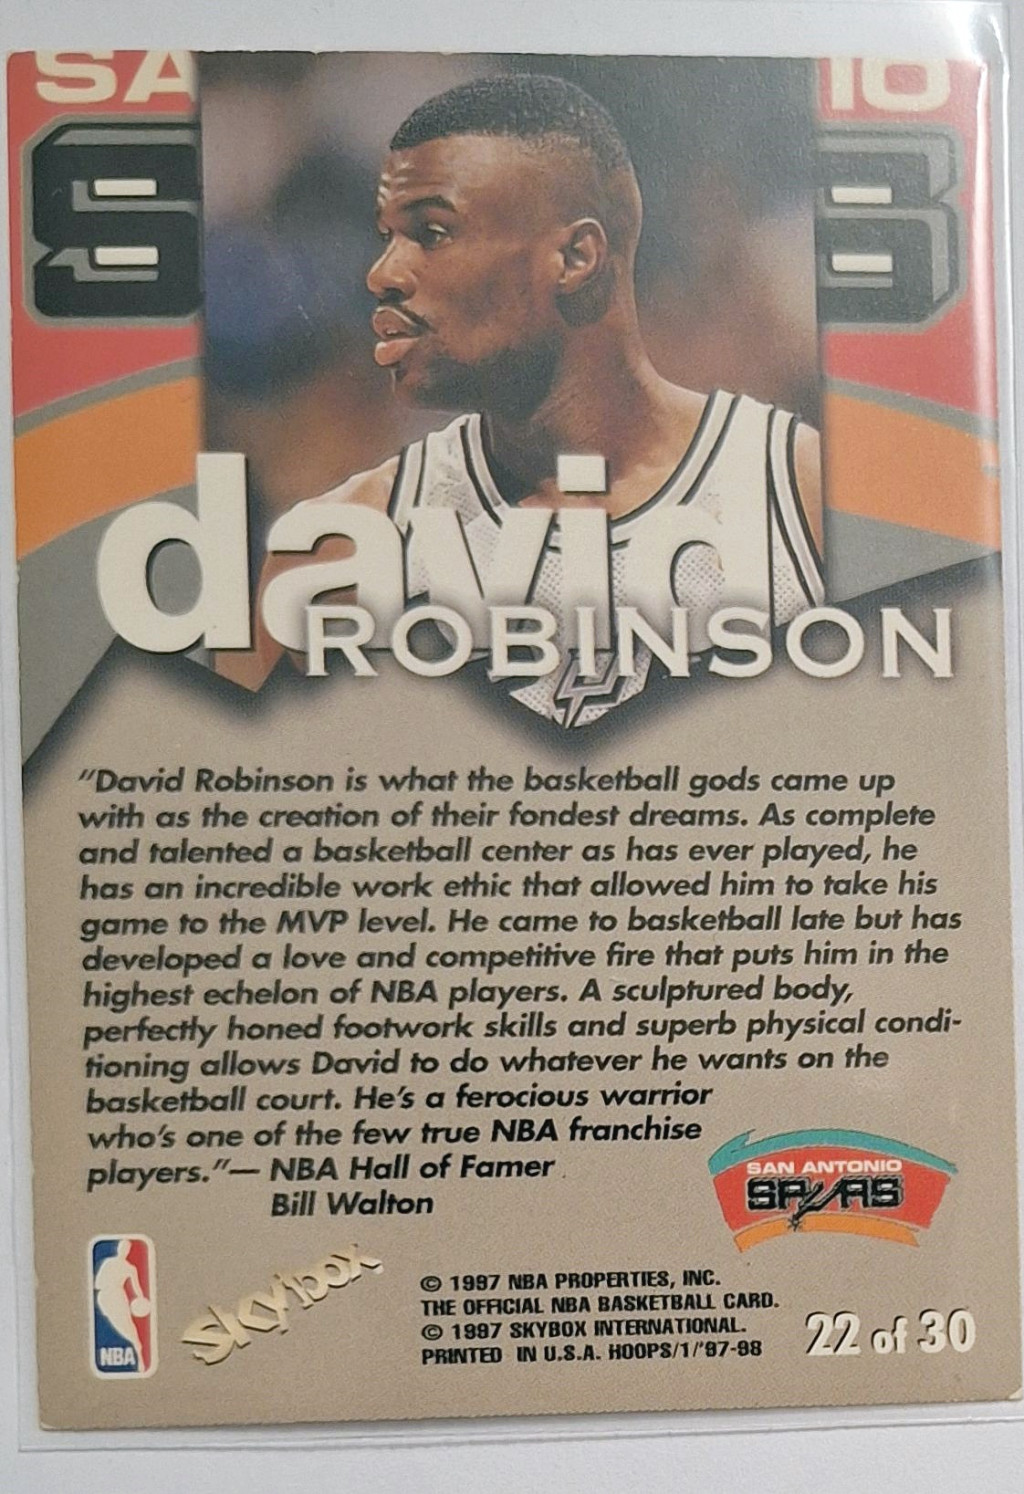 SA
IO
S
david
ROBINSON
"David Robinson is what the basketball gods came up
with as the creation of their fondest dreams. As complete
and talented a basketball center as has ever played, he
has an incredible work ethic that allowed him to take his
game to the MVP level. He came to basketball late but has
developed a love and competitive fire that puts him in the
highest echelon of NBA players. A sculptured body,
perfectly honed footwork skills and superb physical condi-
tioning allows David to do whatever he wants on the
basketball court. He's a ferocious warrior
who's one of the few true NBA franchise
players."— NBA Hall of Famer
Bill Walton
SAN ANTONIO
SPURS
NBA
SkyBox
© 1997 NBA PROPERTIES, INC.
THE OFFICIAL NBA BASKETBALL CARD.
© 1997 SKYBOX INTERNATIONAL.
PRINTED IN U.S.A. HOOPS/1/'97-98
22 of 30